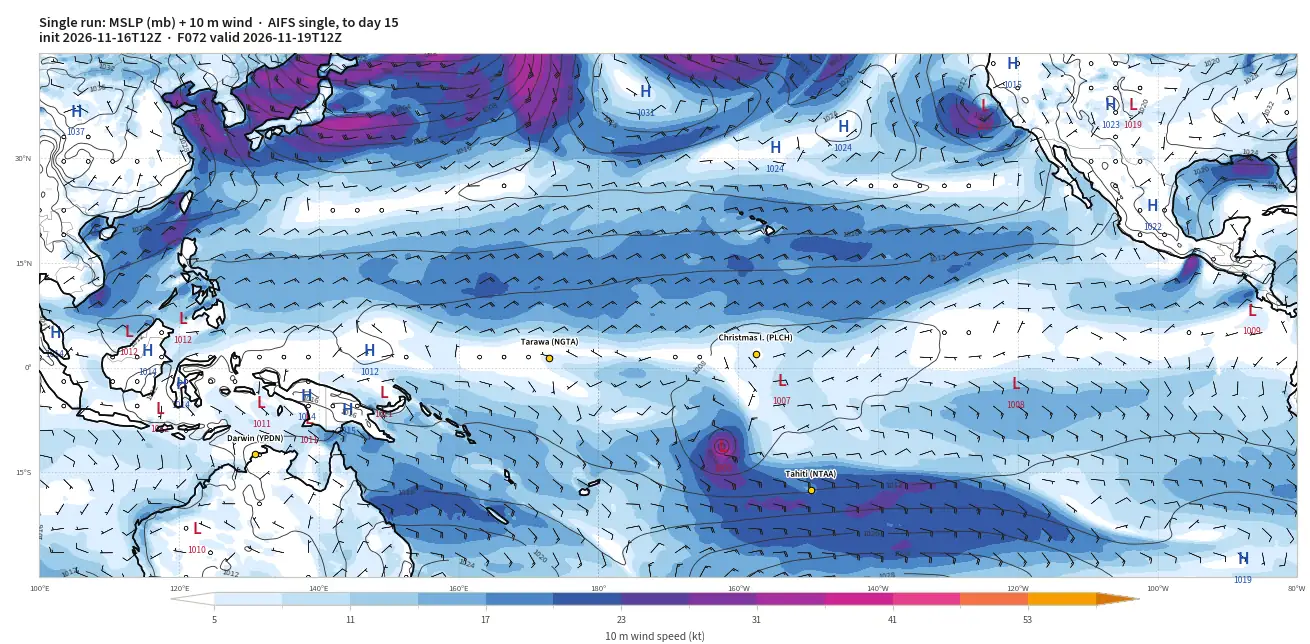 Single run: MSLP (mb) + 10 m wind · AIFS single, to day 15
init 2026-11-16T12Z · F072 valid 2026-11-19T12Z
H
1015
H
1031
H
1037
H
1023
L
1019
L
H
1024
H
1024
H
1022
30°N
15°N
0°
15°S
L
1009
L
1012
L
1012
H
H
1014
H
1012
Tarawa (NGTA)
Christmas I. (PLCH)
L
1007
L
1008
L
L
1011
H
1014
H
L
Darwin (YPDN)
Tahiti (NTAA)
L
1010
H
1019
1020
1024
1012
100°E
120°E
140°E
160°E
180°
160°W
140°W
120°W
100°W
80°W
5
11
17
23
31
41
53
10 m wind speed (kt)